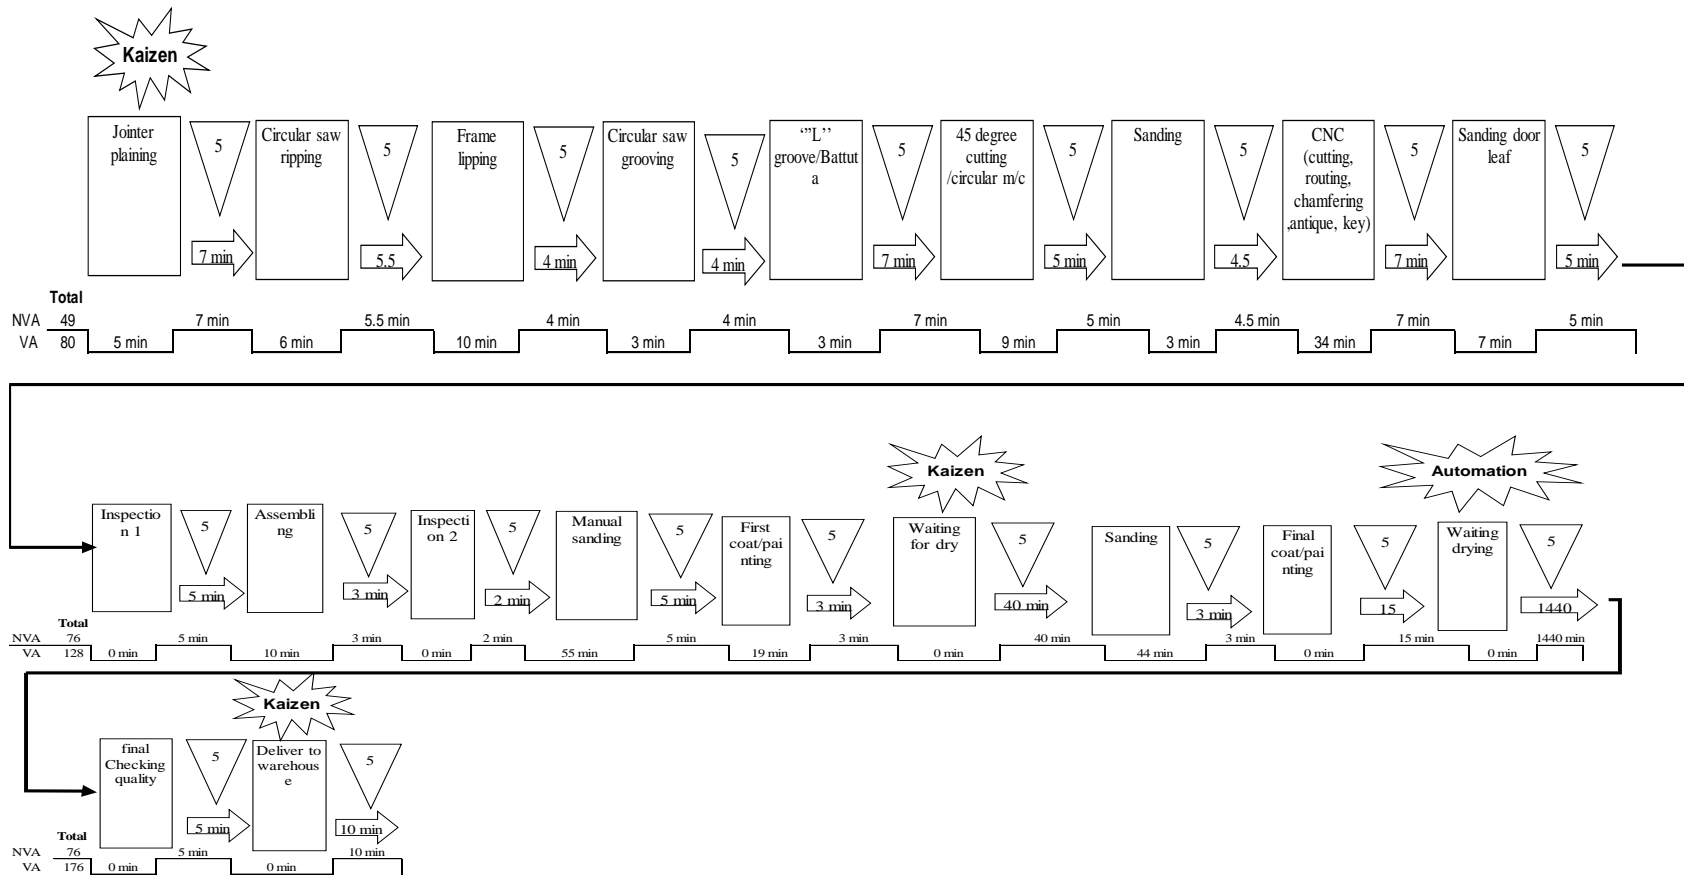 Kaizen
Jointer
plaining
5
7 min
Circular saw
ripping
5
5.5
Frame
lipping
5
4 min
Circular saw
grooving
5
4 min
‘”L’’
groove/Battut
a
5
7 min
45 degree
cutting
/circular m/c
5
5 min
Sanding
5
4.5
CNC
(cutting,
routing,
chamfering
,antique, key)
5
7 min
Sanding door
leaf
5
5 min
Total
NVA 49 7 min 5.5 min 4 min 4 min 7 min 5 min 4.5 min 7 min 5 min
VA 80 5 min 6 min 10 min 3 min 3 min 9 min 3 min 34 min 7 min
Kaizen
Automation
Inspectio
n 1
5
5 min
Assembli
ng
5
3 min
Inspecti
on 2
5
2 min
Manual
sanding
5
5 min
First
coat/pai
nting
5
3 min
Waiting
for dry
5
40 min
Sanding
5
3 min
Final
coat/pai
nting
5
15
Waiting
drying
5
1440
Total
NVA 76 5 min 3 min 2 min 5 min 3 min 40 min 3 min 15 min 1440 min
VA 128 0 min 10 min 0 min 55 min 19 min 0 min 44 min 0 min 0 min
Kaizen
final
Checking
quality
5
5 min
Deliver to
warehous
e
5
10 min
Total
NVA 76 5 min 10 min
VA 176 0 min 0 min